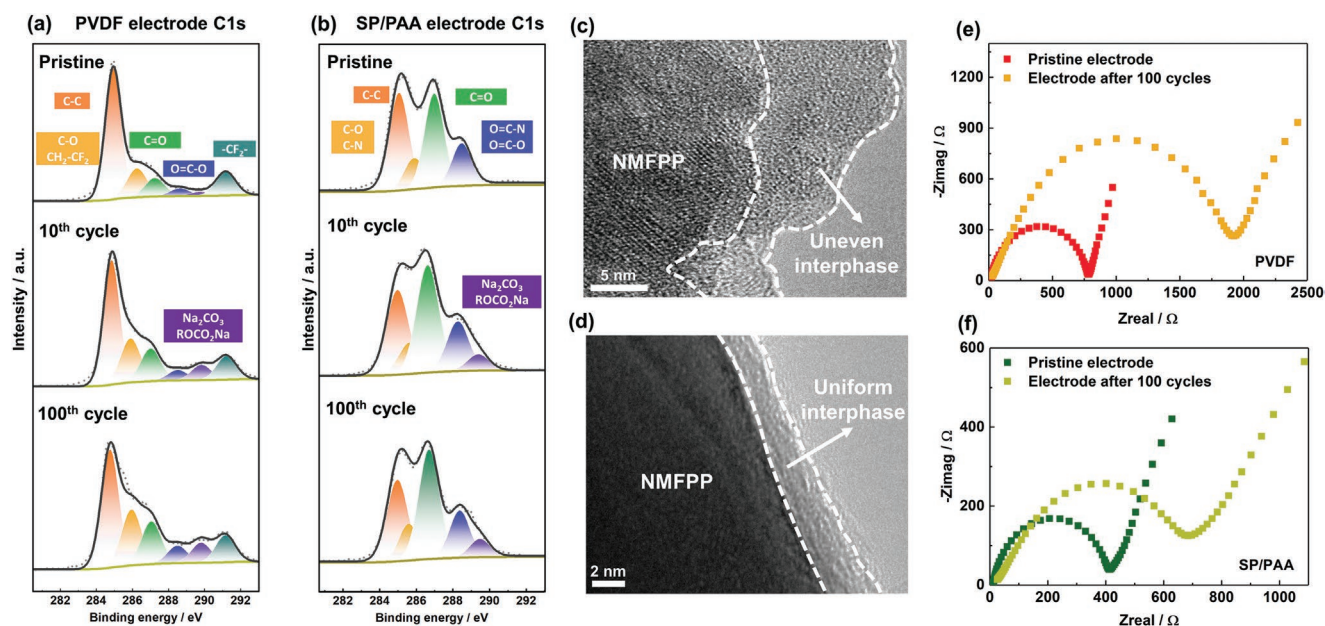 (a) PVDF electrode C1s
Pristine
C-C
C-O
CH₂-CF₂
C=O
O=C-O
-CF₂-
10th cycle
Na₂CO₃
ROCO₂Na
100th cycle
Intensity / a.u.
282 284 286 288 290 292
Binding energy / eV
(b) SP/PAA electrode C1s
Pristine
C-C
C-O
C-N
C=O
O=C-N
O=C-O
10th cycle
Na₂CO₃
ROCO₂Na
100th cycle
Intensity / a.u.
282 284 286 288 290 292
Binding energy / eV
(c)
NMFPP
Uneven
interphase
5 nm
(d)
NMFPP
Uniform
interphase
2 nm
(e)
Pristine electrode
Electrode after 100 cycles
-Zimag / Ω
1200
900
600
300
0
PVDF
0 500 1000 1500 2000 2500
Zreal / Ω
(f)
Pristine electrode
Electrode after 100 cycles
-Zimag / Ω
600
400
200
0
SP/PAA
0 200 400 600 800 1000
Zreal / Ω